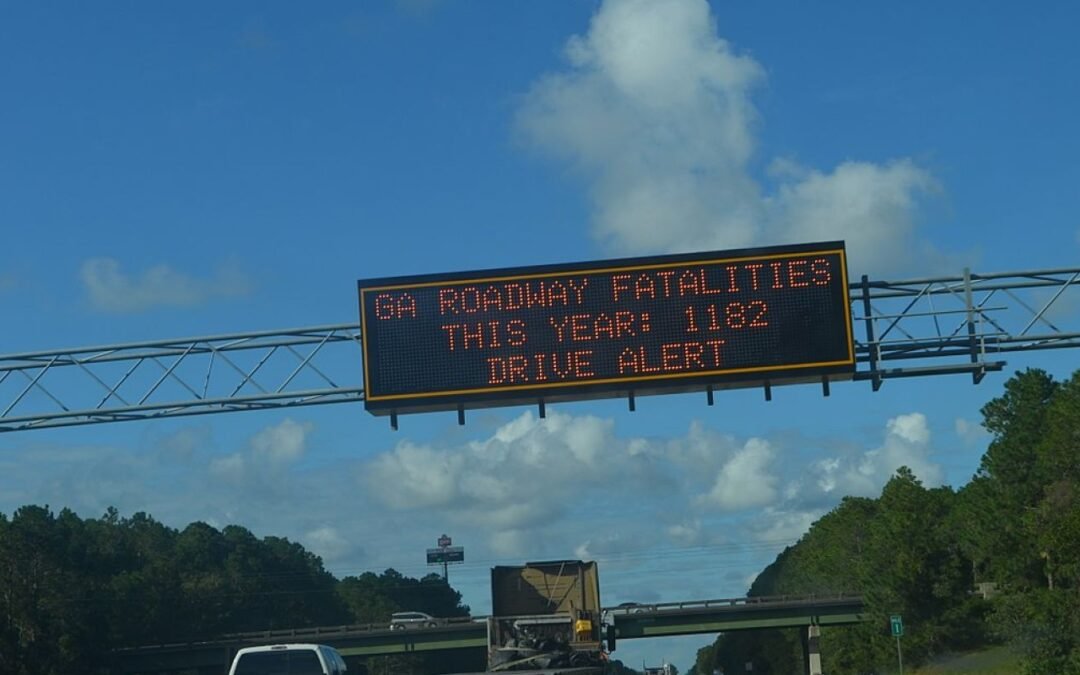 GA ROADWAY FATALITIES
THIS YEAR: 1182
DRIVE ALERT